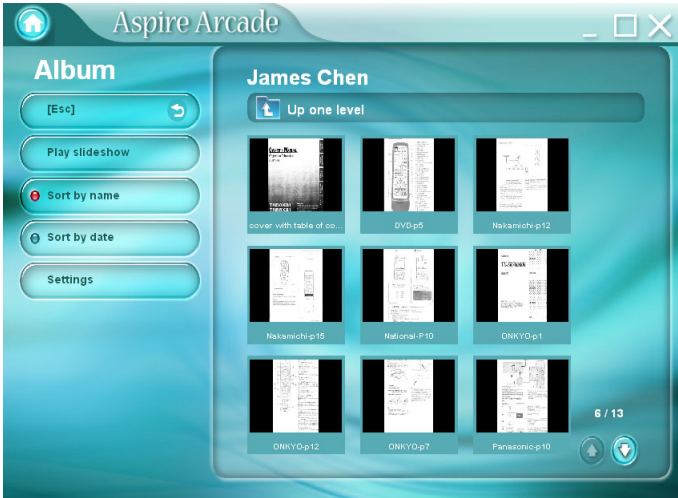 Aspire Arcade
Album
James Chen
[Esc]
Up one level
Play slideshow
Sort by name
Sort by date
Settings
cover with table of co...
DVD-p5
Nakamichi-p12
Nakamichi-p15
National-P10
ONKYO-p1
ONKYO-p12
ONKYO-p7
Panasonic-p10
6 / 13